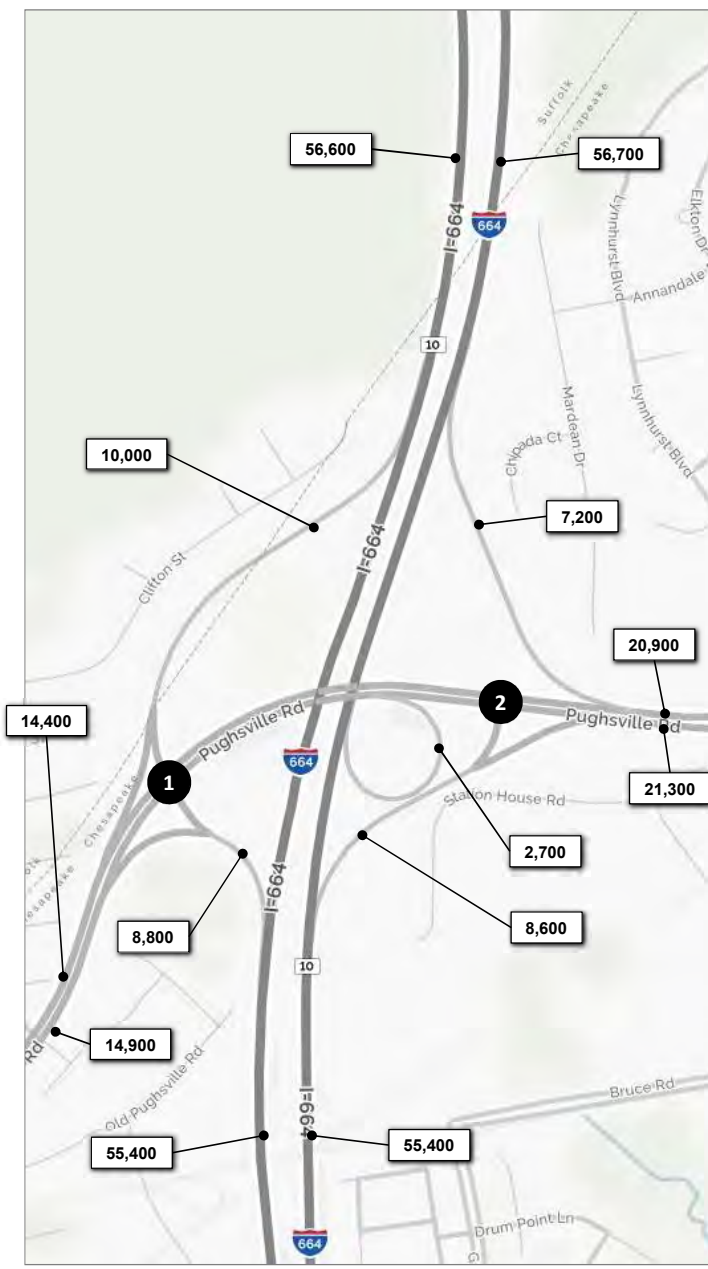 Suffolk
Chesapeake
56,600
56,700
I-664
664
Lynnhurst Blvd
Elkton Dr
Annandale
10
Mardean Dr
Chipada Ct
Lynnhurst Blvd
10,000
7,200
I-664
Clifton St
20,900
14,400
Pughsville Rd
2
Pughsville Rd
664
1
21,300
Station House Rd
Chesapeake
2,700
I-664
8,800
8,600
10
14,900
Rd
Old Pughsville Rd
I-664
Bruce Rd
55,400
55,400
Drum Point Ln
664
G